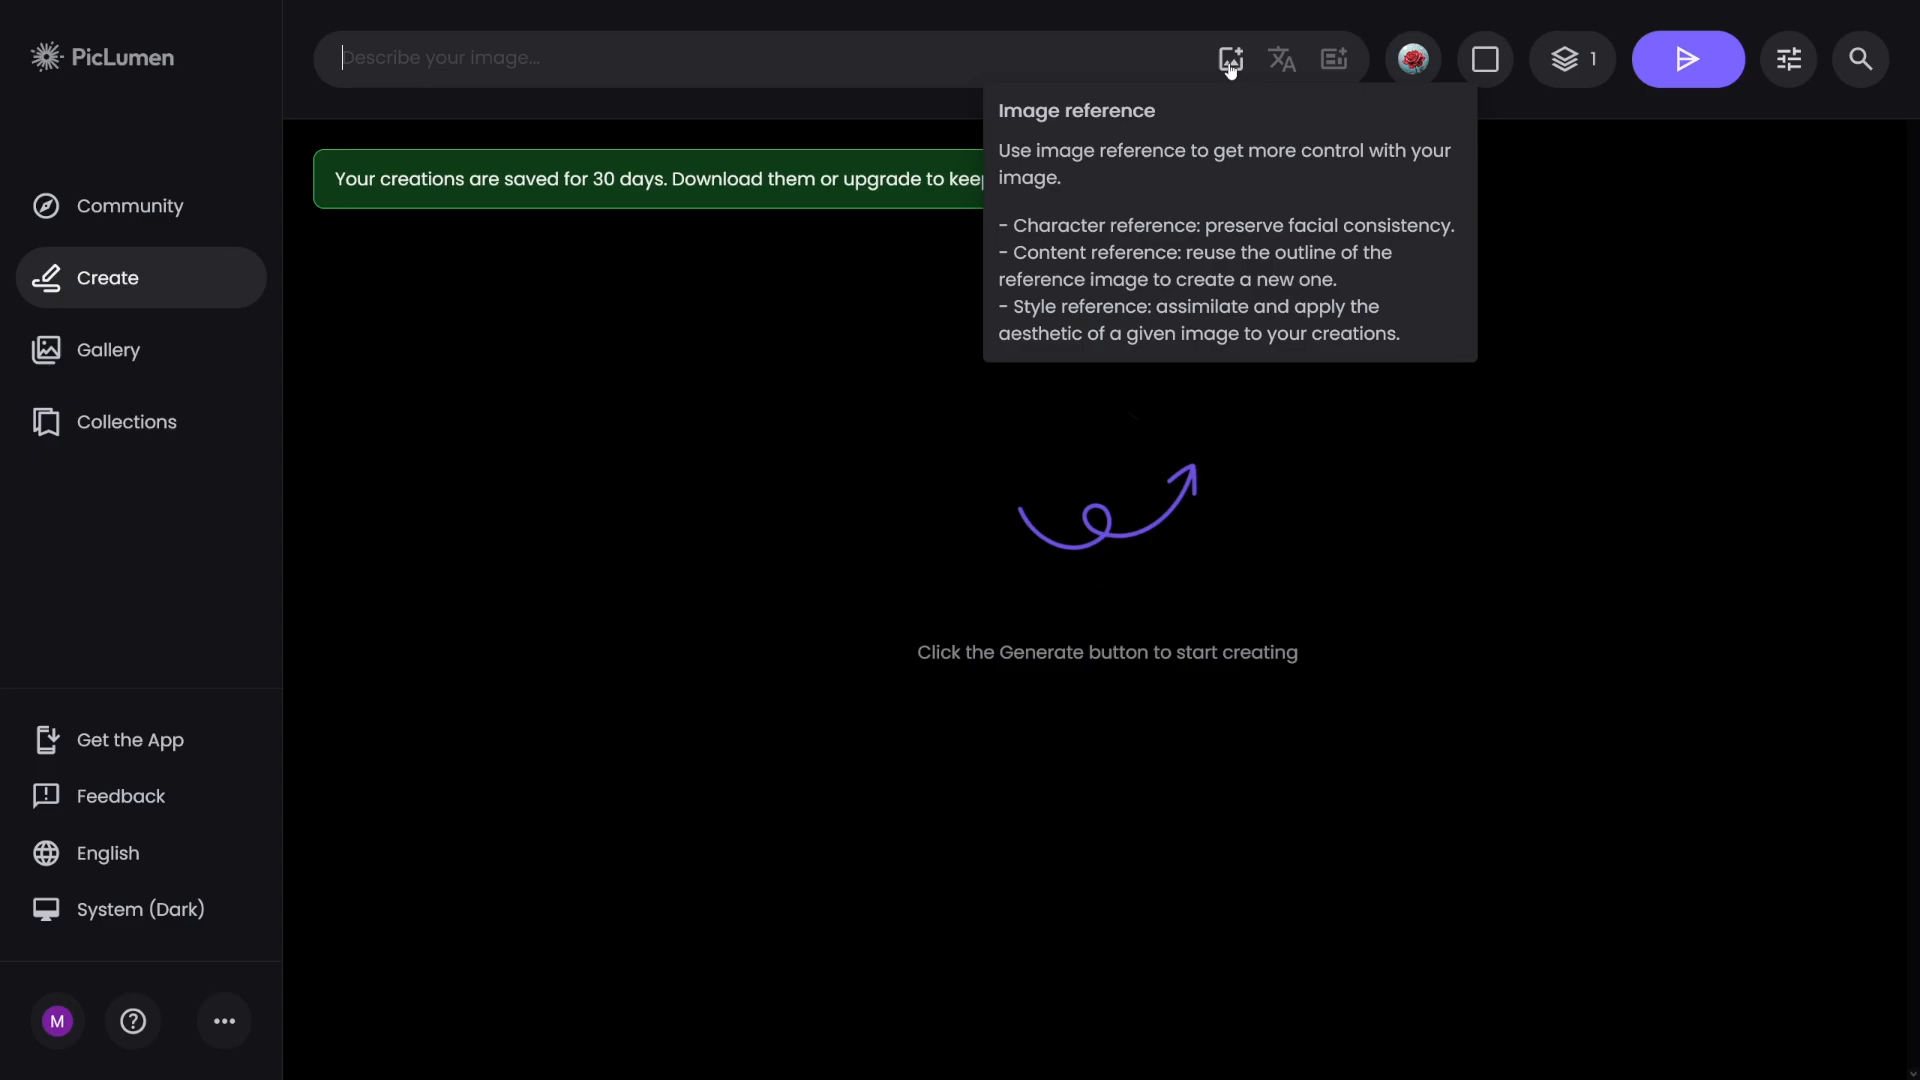 PicLumen
Describe your image...
1
Image reference
Use image reference to get more control with your
image.
- Character reference: preserve facial consistency.
- Content reference: reuse the outline of the
reference image to create a new one.
- Style reference: assimilate and apply the
aesthetic of a given image to your creations.
Your creations are saved for 30 days. Download them or upgrade to keep
Community
Create
Gallery
Collections
Click the Generate button to start creating
Get the App
Feedback
English
System (Dark)
M